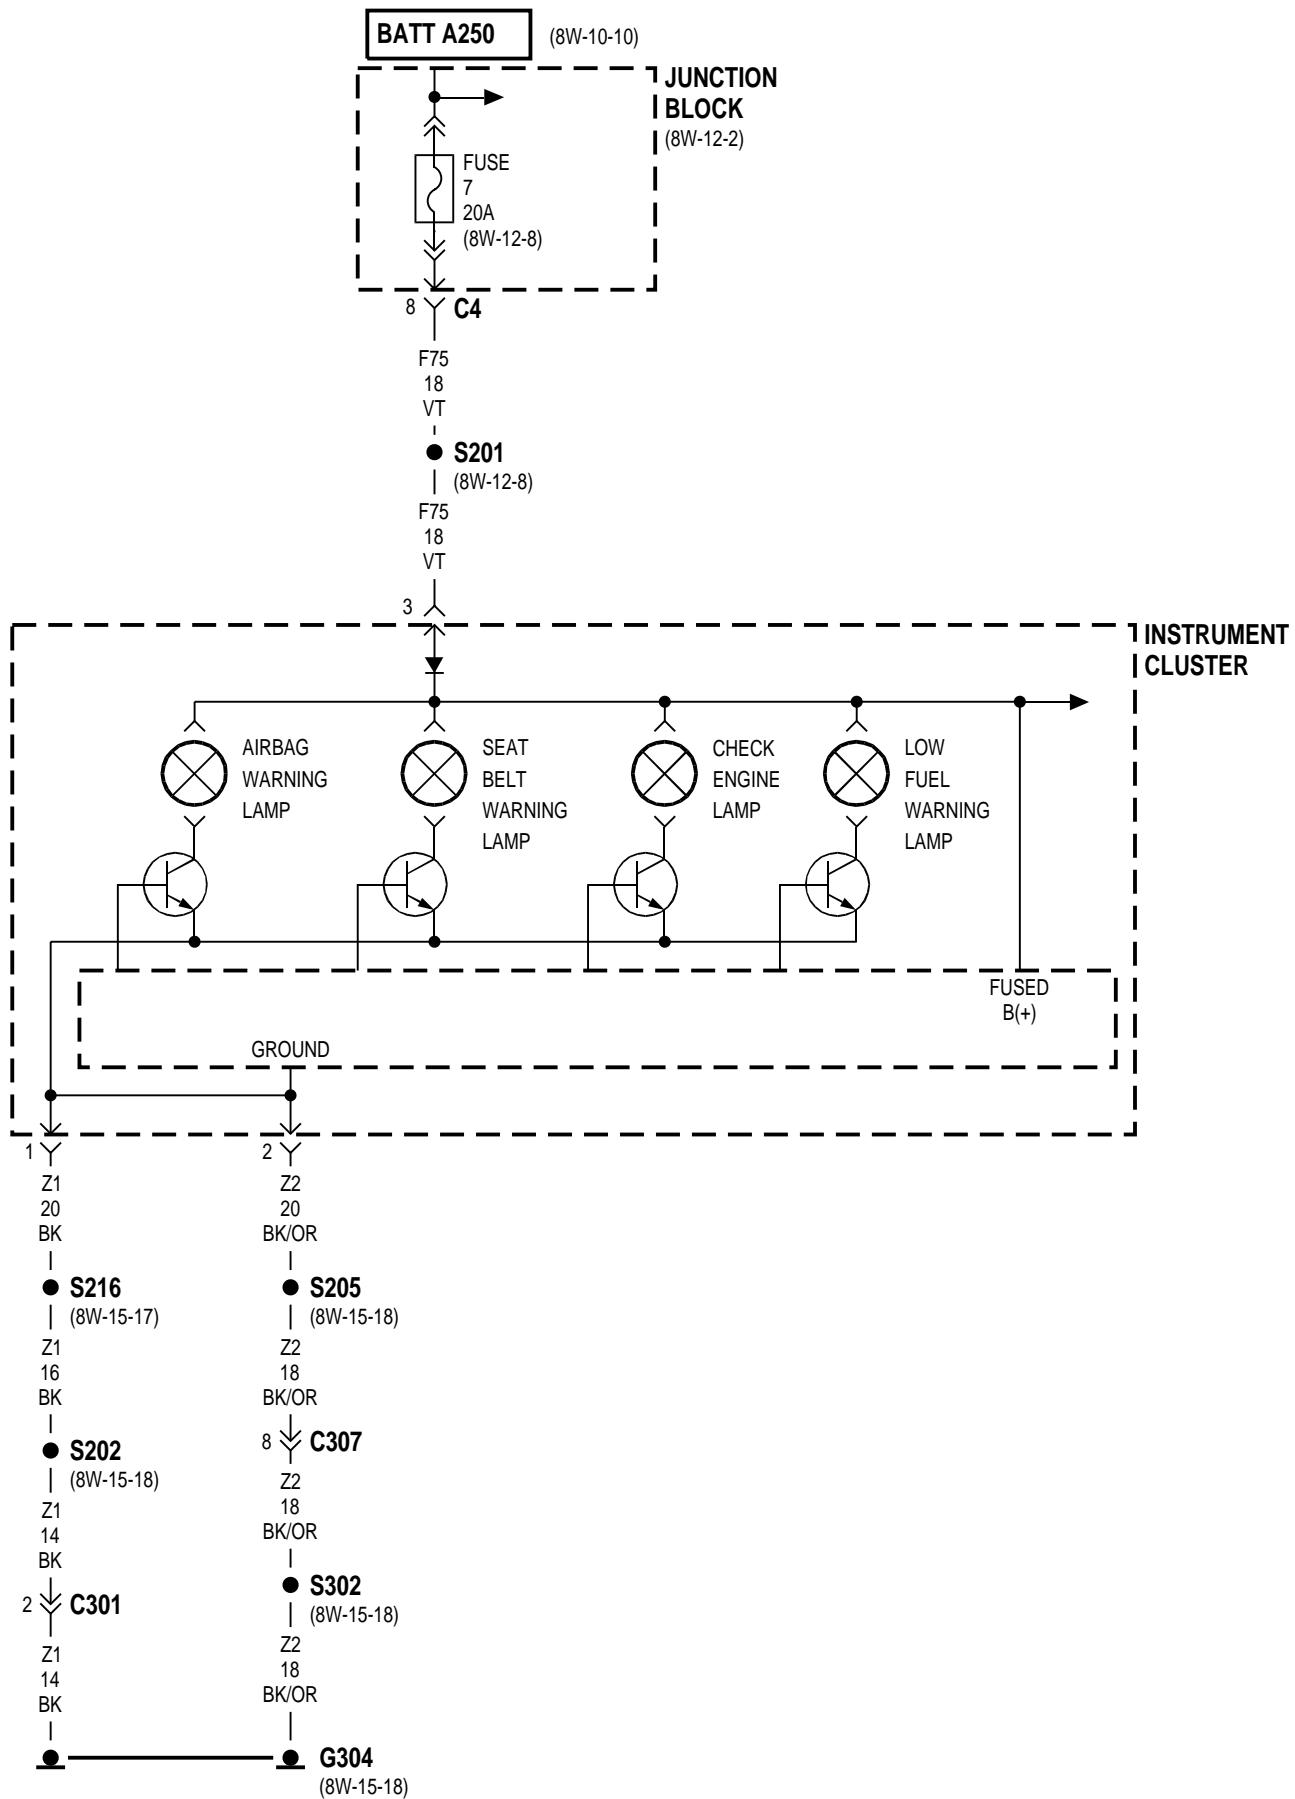 BATT A250
(8W-10-10)
JUNCTION
BLOCK
(8W-12-2)
FUSE
7
20A
(8W-12-8)
8
C4
F75
18
VT
S201
(8W-12-8)
F75
18
VT
3
INSTRUMENT
CLUSTER
AIRBAG
WARNING
LAMP
SEAT
BELT
WARNING
LAMP
CHECK
ENGINE
LAMP
LOW
FUEL
WARNING
LAMP
FUSED
B(+)
GROUND
1
Z1
20
BK
S216
(8W-15-17)
Z1
16
BK
S202
(8W-15-18)
Z1
14
BK
2
C301
Z1
14
BK
2
Z2
20
BK/OR
S205
(8W-15-18)
Z2
18
BK/OR
8
C307
Z2
18
BK/OR
S302
(8W-15-18)
Z2
18
BK/OR
G304
(8W-15-18)